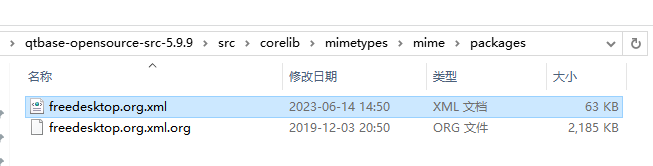 qtbase-opensource-src-5.9.9 > src > corelib > mimetypes > mime > packages
名称 修改日期 类型 大小
freedesktop.org.xml 2023-06-14 14:50 XML 文档 63 KB
freedesktop.org.xml.org 2019-12-03 20:50 ORG 文件 2,185 KB